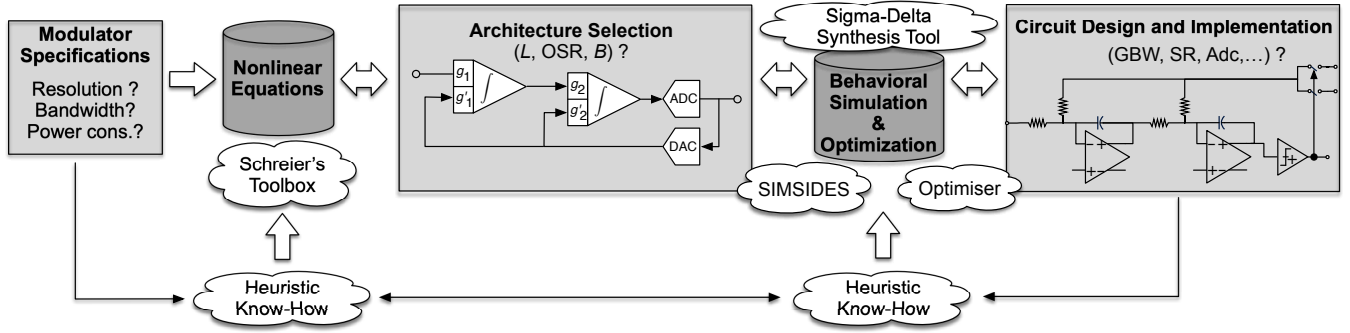 Modulator
Specifications
Resolution ?
Bandwidth?
Power cons.?
Nonlinear
Equations
Schreier's
Toolbox
Architecture Selection
(L, OSR, B) ?
g1
g'1
∫
g2
g'2
∫
ADC
DAC
Sigma-Delta
Synthesis Tool
Behavioral
Simulation
&
Optimization
SIMSIDES
Optimiser
Circuit Design and Implementation
(GBW, SR, Adc,...) ?
Heuristic
Know-How
Heuristic
Know-How